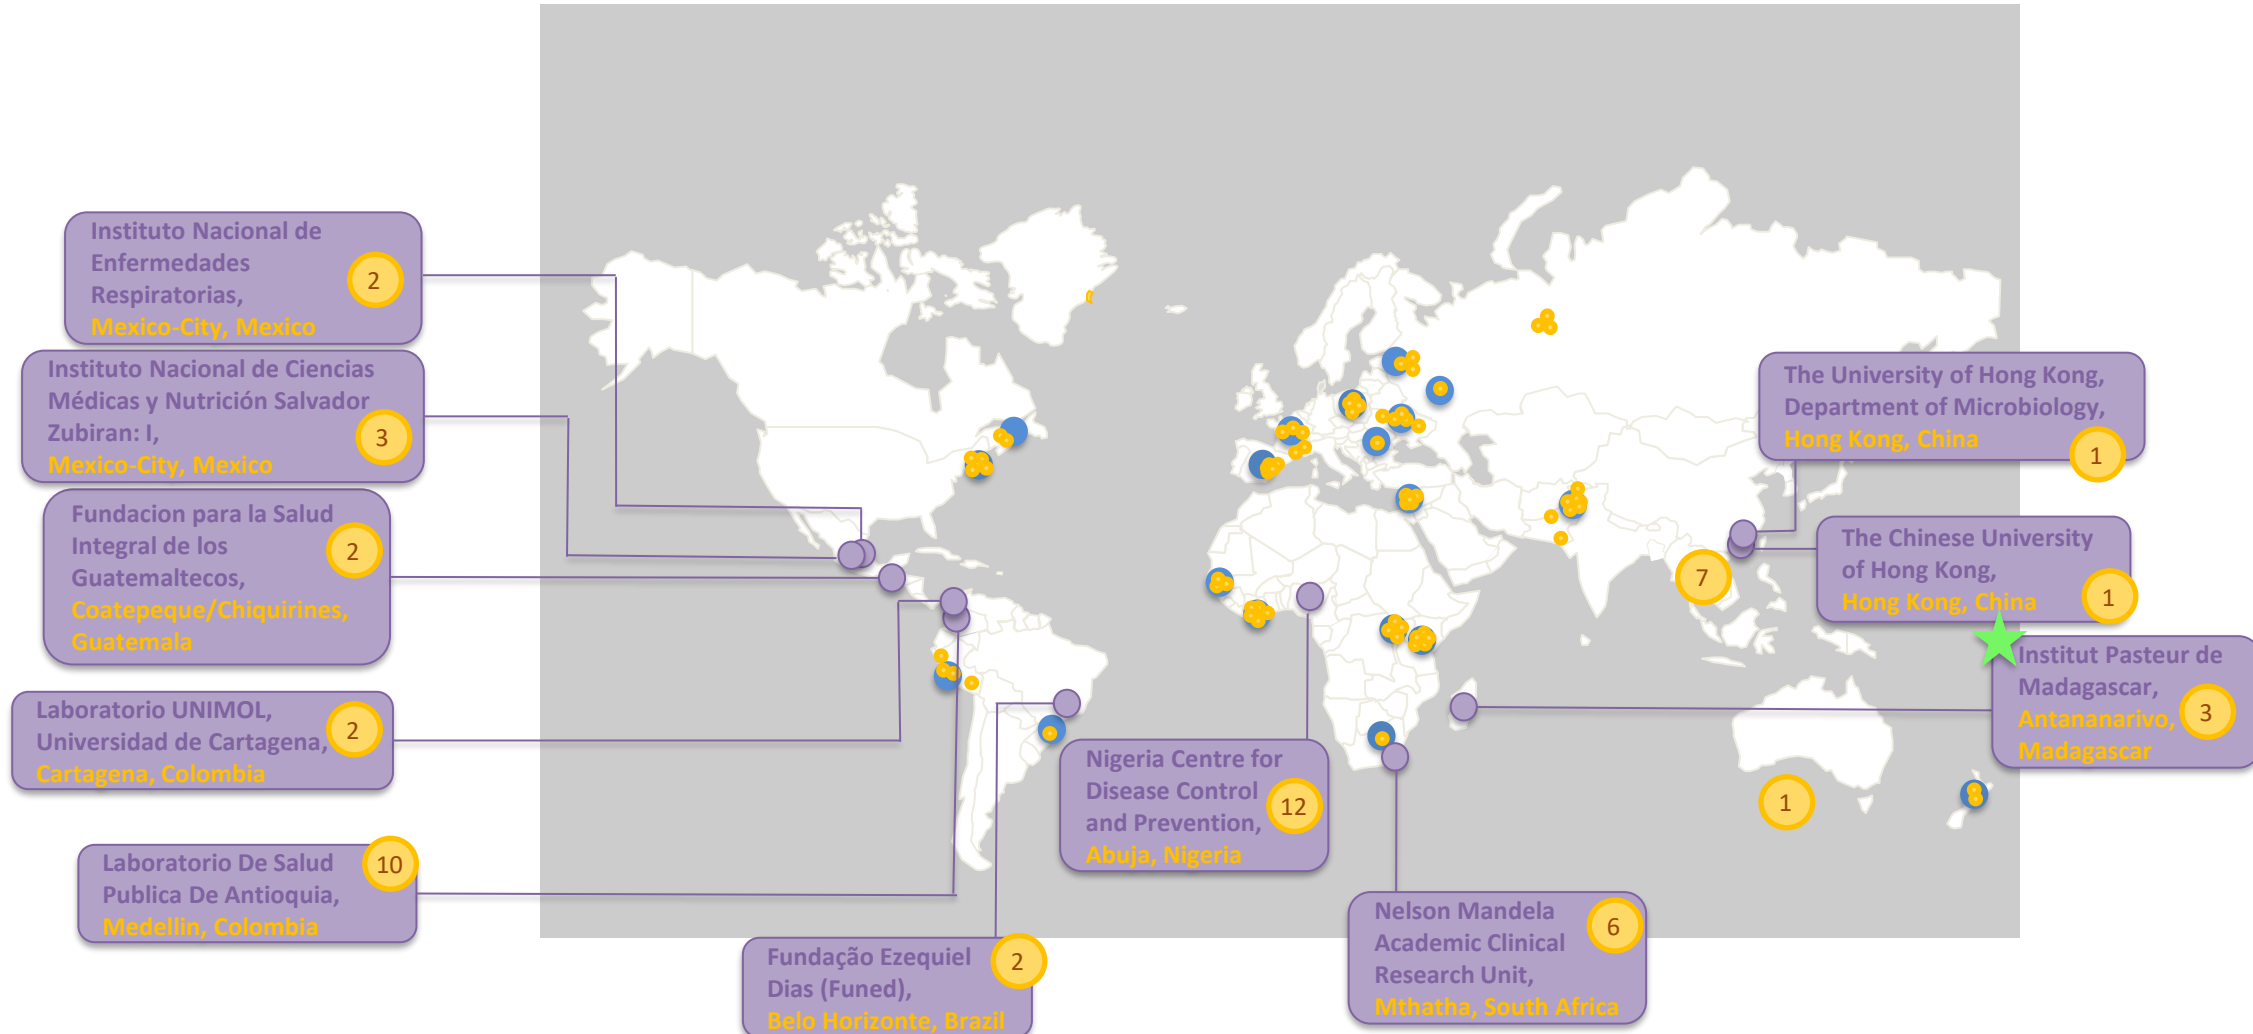 Instituto Nacional de
Enfermedades
Respiratorias,
Mexico-City, Mexico
2
Instituto Nacional de Ciencias
Médicas y Nutrición Salvador
Zubiran: I,
Mexico-City, Mexico
3
Fundacion para la Salud
Integral de los
Guatemaltecos,
Coatepeque/Chiquirines,
Guatemala
2
Laboratorio UNIMOL,
Universidad de Cartagena,
Cartagena, Colombia
2
Laboratorio De Salud
Publica De Antioquia,
Medellin, Colombia
10
Fundação Ezequiel
Dias (Funed),
Belo Horizonte, Brazil
2
Nigeria Centre for
Disease Control
and Prevention,
Abuja, Nigeria
12
Nelson Mandela
Academic Clinical
Research Unit,
Mthatha, South Africa
6
The University of Hong Kong,
Department of Microbiology,
Hong Kong, China
1
The Chinese University
of Hong Kong,
Hong Kong, China
1
7
Institut Pasteur de
Madagascar,
Antananarivo,
Madagascar
3
1